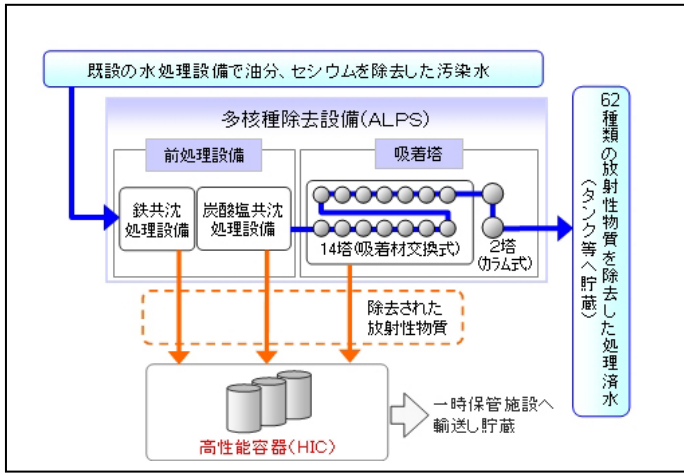 既設の水処理設備で油分、セシウムを除去した汚染水
多核種除去設備(ALPS)
前処理設備
吸着塔
鉄共沈
処理設備
炭酸塩共沈
処理設備
14塔(吸着材交換式)
2塔
(カラム式)
62種類の放射性物質を除去した処理済水
(タンク等へ貯蔵)
除去された
放射性物質
高性能容器(HIC)
一時保管施設へ
輸送し貯蔵